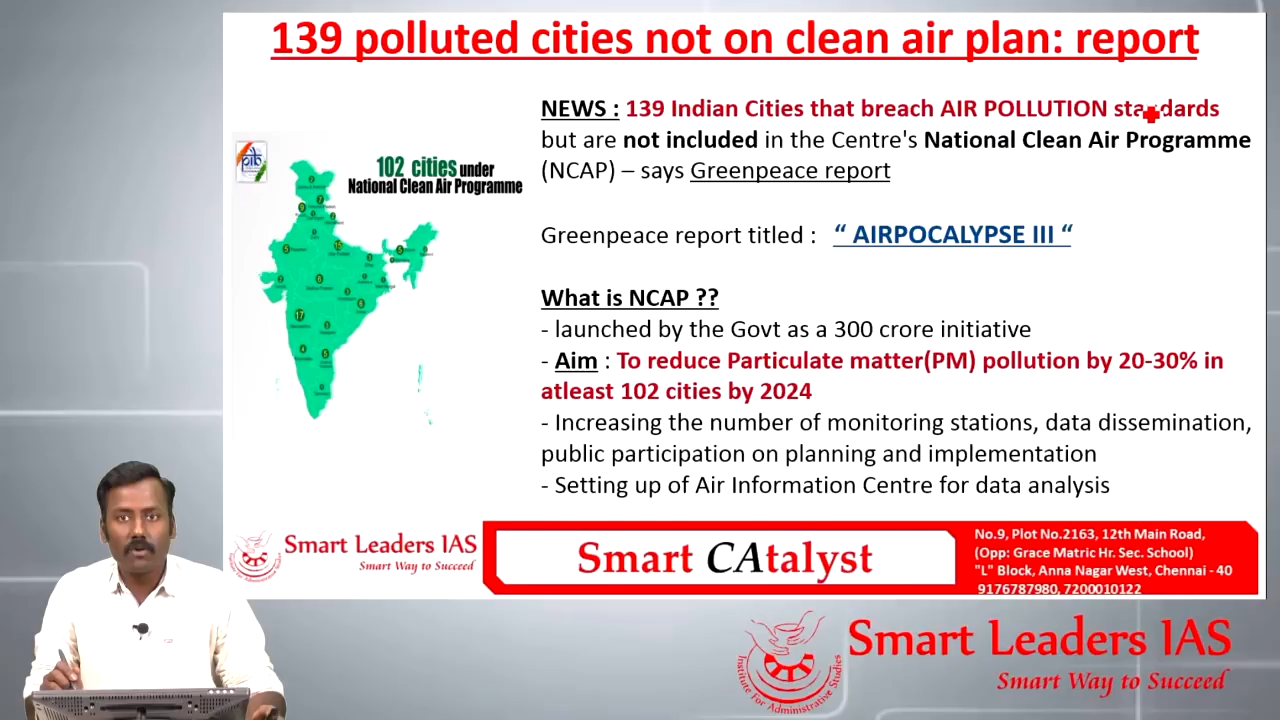 139 polluted cities not on clean air plan: report
NEWS : 139 Indian Cities that breach AIR POLLUTION standards
but are not included in the Centre's National Clean Air Programme
(NCAP) – says Greenpeace report
pib
102 cities under
National Clean Air Programme
Greenpeace report titled : “ AIRPOCALYPSE III “
What is NCAP ??
- launched by the Govt as a 300 crore initiative
- Aim : To reduce Particulate matter(PM) pollution by 20-30% in
atleast 102 cities by 2024
- Increasing the number of monitoring stations, data dissemination,
public participation on planning and implementation
- Setting up of Air Information Centre for data analysis
Smart Leaders IAS
Smart Way to Succeed
Smart CAtalyst
No.9, Plot No.2163, 12th Main Road,
(Opp: Grace Matric Hr. Sec. School)
"L" Block, Anna Nagar West, Chennai - 40
9176787980, 7200010122
Institute For Administrative Studies
Smart Leaders IAS
Smart Way to Succeed